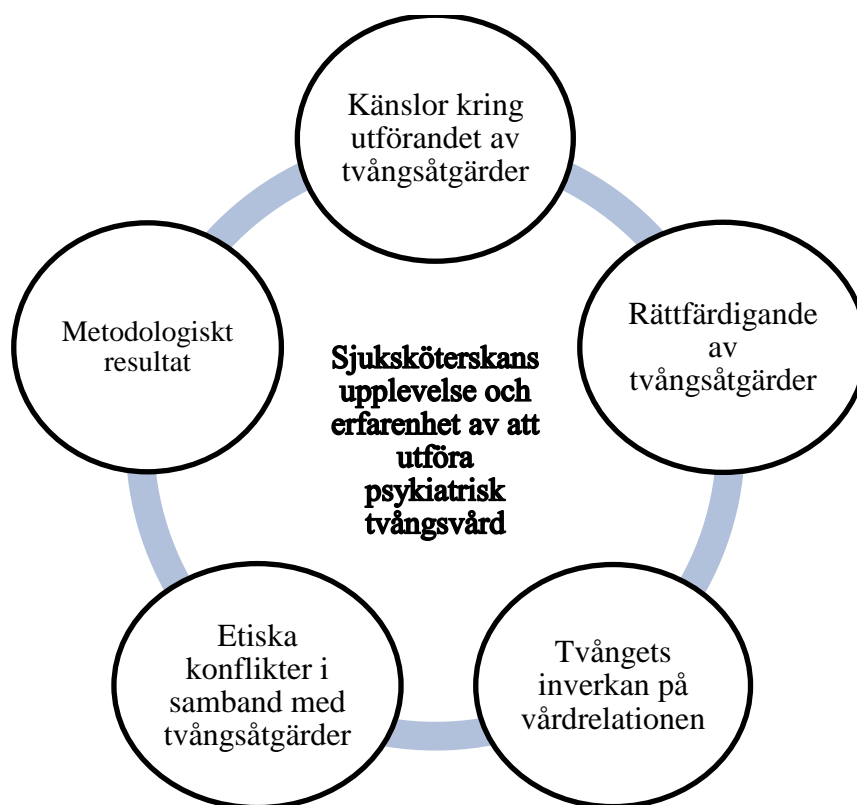 Känslor kring
utförandet av
tvångsåtgärder
Rättfärdigande
av
tvångsåtgärder
Tvångets
inverkan på
vårdrelationen
Etiska
konflikter i
samband med
tvångsåtgärder
Metodologiskt
resultat
Sjuksköterskans
upplevelse och
erfarenhet av att
utföra
psykiatrisk
tvångsvård